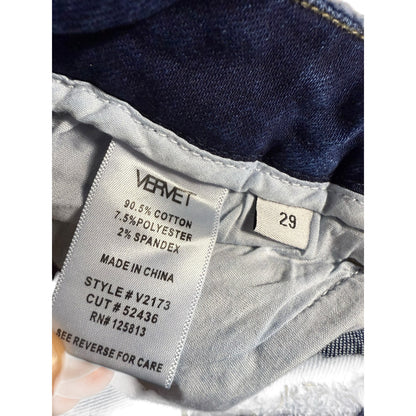 VERVET
90.5% COTTON
7.5%POLYESTER
2% SPANDEX
MADE IN CHINA
STYLE # V2173
CUT # 52436
RN# 125813
SEE REVERSE FOR CARE
29